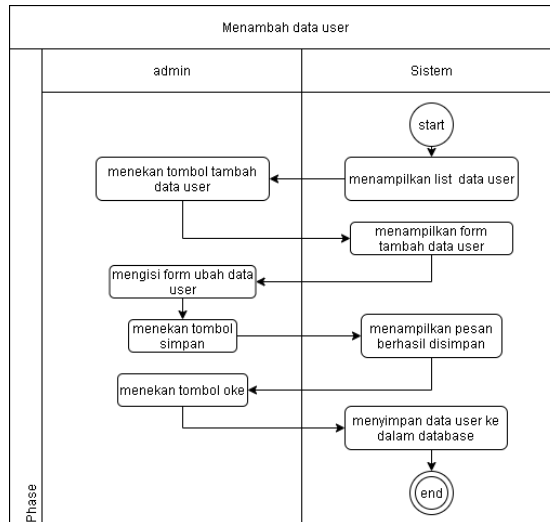 Menambah data user
admin
Sistem
start
menampilkan list data user
menekan tombol tambah
data user
menampilkan form
tambah data user
mengisi form ubah data
user
menekan tombol
simpan
menampilkan pesan
berhasil disimpan
menekan tombol oke
menyimpan data user ke
dalam database
end
Phase